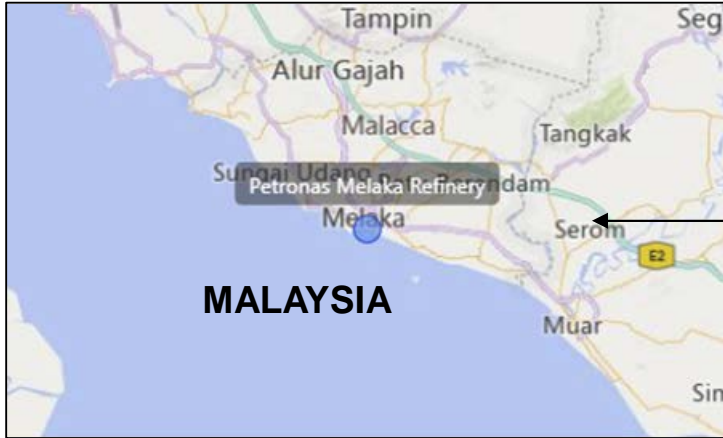 Tampin
Seg
Alur Gajah
Malacca
Tangkak
Sungai Udang
Petronas Melaka Refinery
Melaka
Serom
E2
MALAYSIA
Muar
Sin